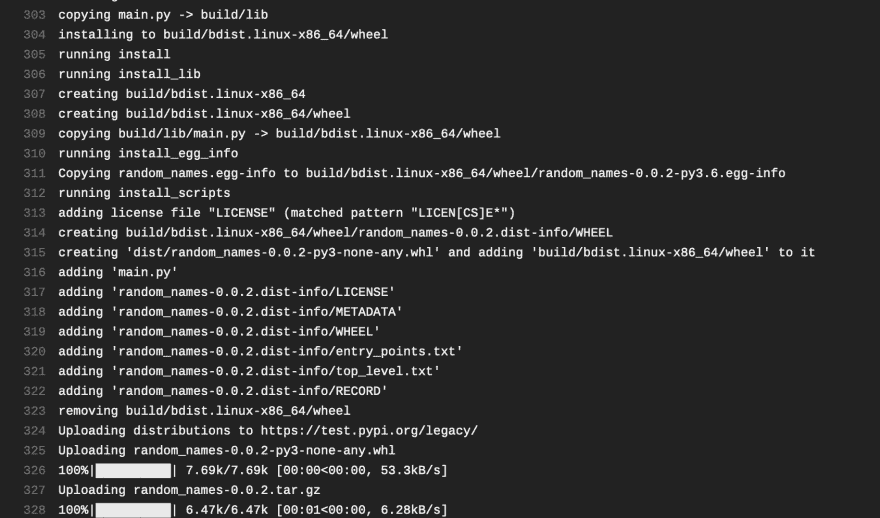 303 copying main.py -> build/lib
304 installing to build/bdist.linux-x86_64/wheel
305 running install
306 running install_lib
307 creating build/bdist.linux-x86_64
308 creating build/bdist.linux-x86_64/wheel
309 copying build/lib/main.py -> build/bdist.linux-x86_64/wheel
310 running install_egg_info
311 Copying random_names.egg-info to build/bdist.linux-x86_64/wheel/random_names-0.0.2-py3.6.egg-info
312 running install_scripts
313 adding license file "LICENSE" (matched pattern "LICEN[CS]E*")
314 creating build/bdist.linux-x86_64/wheel/random_names-0.0.2.dist-info/WHEEL
315 creating 'dist/random_names-0.0.2-py3-none-any.whl' and adding 'build/bdist.linux-x86_64/wheel' to it
316 adding 'main.py'
317 adding 'random_names-0.0.2.dist-info/LICENSE'
318 adding 'random_names-0.0.2.dist-info/METADATA'
319 adding 'random_names-0.0.2.dist-info/WHEEL'
320 adding 'random_names-0.0.2.dist-info/entry_points.txt'
321 adding 'random_names-0.0.2.dist-info/top_level.txt'
322 adding 'random_names-0.0.2.dist-info/RECORD'
323 removing build/bdist.linux-x86_64/wheel
324 Uploading distributions to https://test.pypi.org/legacy/
325 Uploading random_names-0.0.2-py3-none-any.whl
326 100%|██████████| 7.69k/7.69k [00:00<00:00, 53.3kB/s]
327 Uploading random_names-0.0.2.tar.gz
328 100%|██████████| 6.47k/6.47k [00:01<00:00, 6.28kB/s]